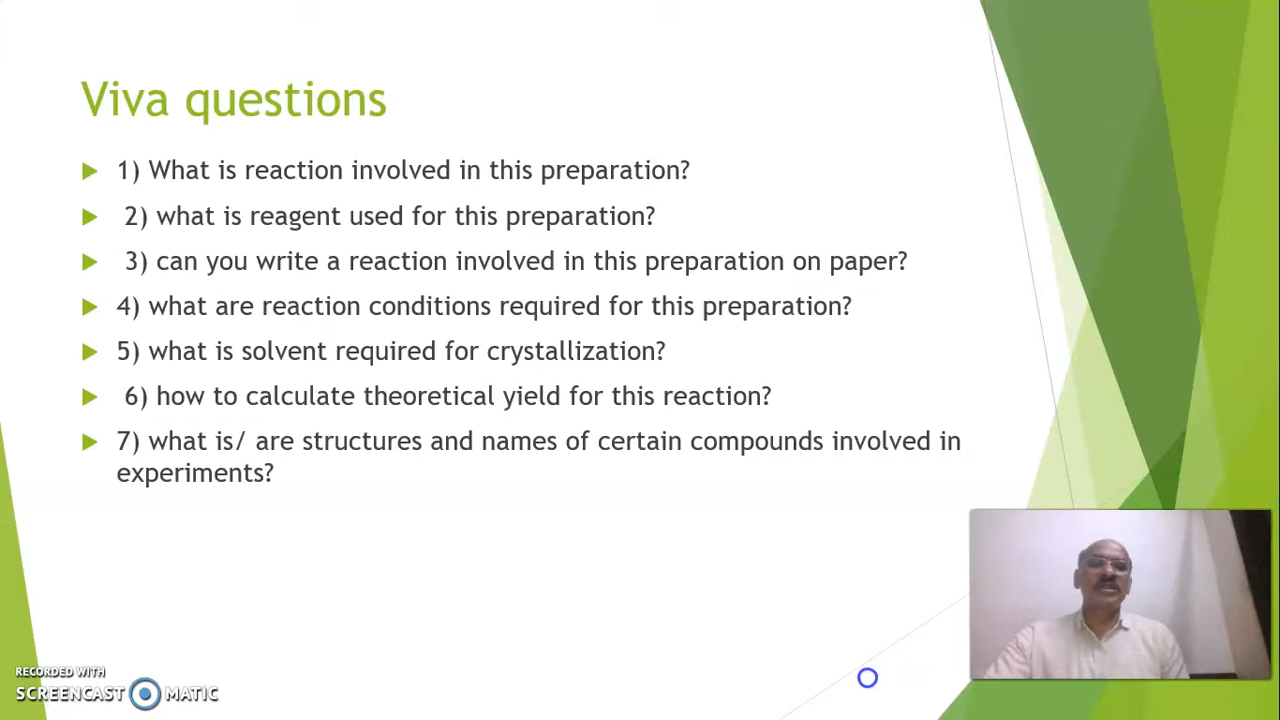 Viva questions
1) What is reaction involved in this preparation?
2) what is reagent used for this preparation?
3) can you write a reaction involved in this preparation on paper?
4) what are reaction conditions required for this preparation?
5) what is solvent required for crystallization?
6) how to calculate theoretical yield for this reaction?
7) what is/ are structures and names of certain compounds involved in
experiments?
RECORDED WITH
SCREENCAST MATIC